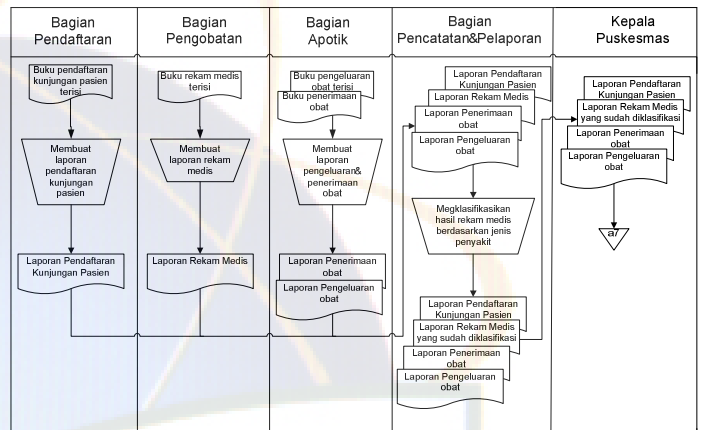 Bagian
Pendaftaran
Bagian
Pengobatan
Bagian
Apotik
Bagian
Pencatatan&Pelaporan
Kepala
Puskesmas
Buku pendaftaran
kunjungan pasien
terisi
Membuat
laporan
pendaftaran
kunjungan
pasien
Laporan Pendaftaran
Kunjungan Pasien
Buku rekam medis
terisi
Membuat
laporan rekam
medis
Laporan Rekam Medis
Buku pengeluaran
obat terisi
Buku penerimaan
obat
Membuat
laporan
pengeluaran&
penerimaan
obat
Laporan Penerimaan
obat
Laporan Pengeluaran
obat
Laporan Pendaftaran
Kunjungan Pasien
Laporan Rekam Medis
Laporan Penerimaan
obat
Laporan Pengeluaran
obat
Megklasifikasikan
hasil rekam medis
berdasarkan jenis
penyakit
Laporan Pendaftaran
Kunjungan Pasien
Laporan Rekam Medis
yang sudah diklasifikasi
Laporan Penerimaan
obat
Laporan Pengeluaran
obat
Laporan Pendaftaran
Kunjungan Pasien
Laporan Rekam Medis
yang sudah diklasifikasi
Laporan Penerimaan
obat
Laporan Pengeluaran
obat
a7